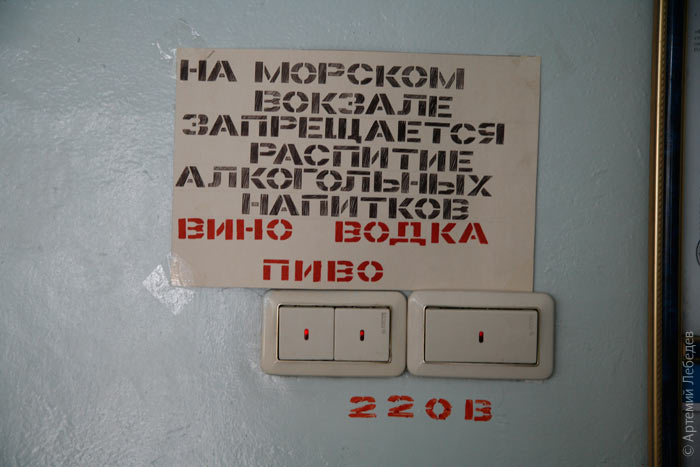 НА МОРСКОМ
ВОКЗАЛЕ
ЗАПРЕЩАЕТСЯ
РАСПИТИЕ
АЛКОГОЛЬНЫХ
НАПИТКОВ
ВИНО ВОДКА
ПИВО
220В
© Артемий Лебедев